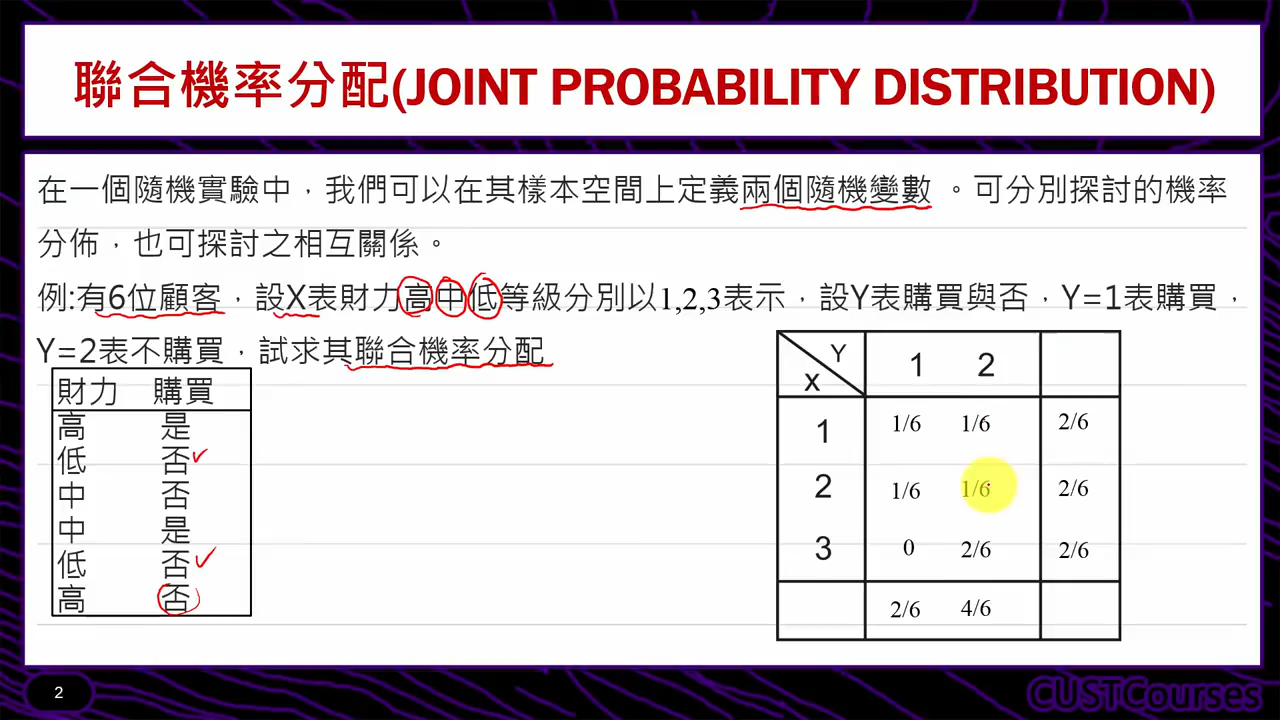 聯合機率分配(JOINT PROBABILITY DISTRIBUTION)
在一個隨機實驗中，我們可以在其樣本空間上定義兩個隨機變數 。可分別探討的機率
分佈，也可探討之相互關係。
例:有6位顧客，設X表財力高中低等級分別以1,2,3表示，設Y表購買與否，Y=1表購買，
Y=2表不購買，試求其聯合機率分配
財力 購買
高 是
低 否
中 否
中 是
低 否
高 否
Y
X
1 2
1 1/6 1/6 2/6
2 1/6 1/6 2/6
3 0 2/6 2/6
2/6 4/6
2
CUSTCourses